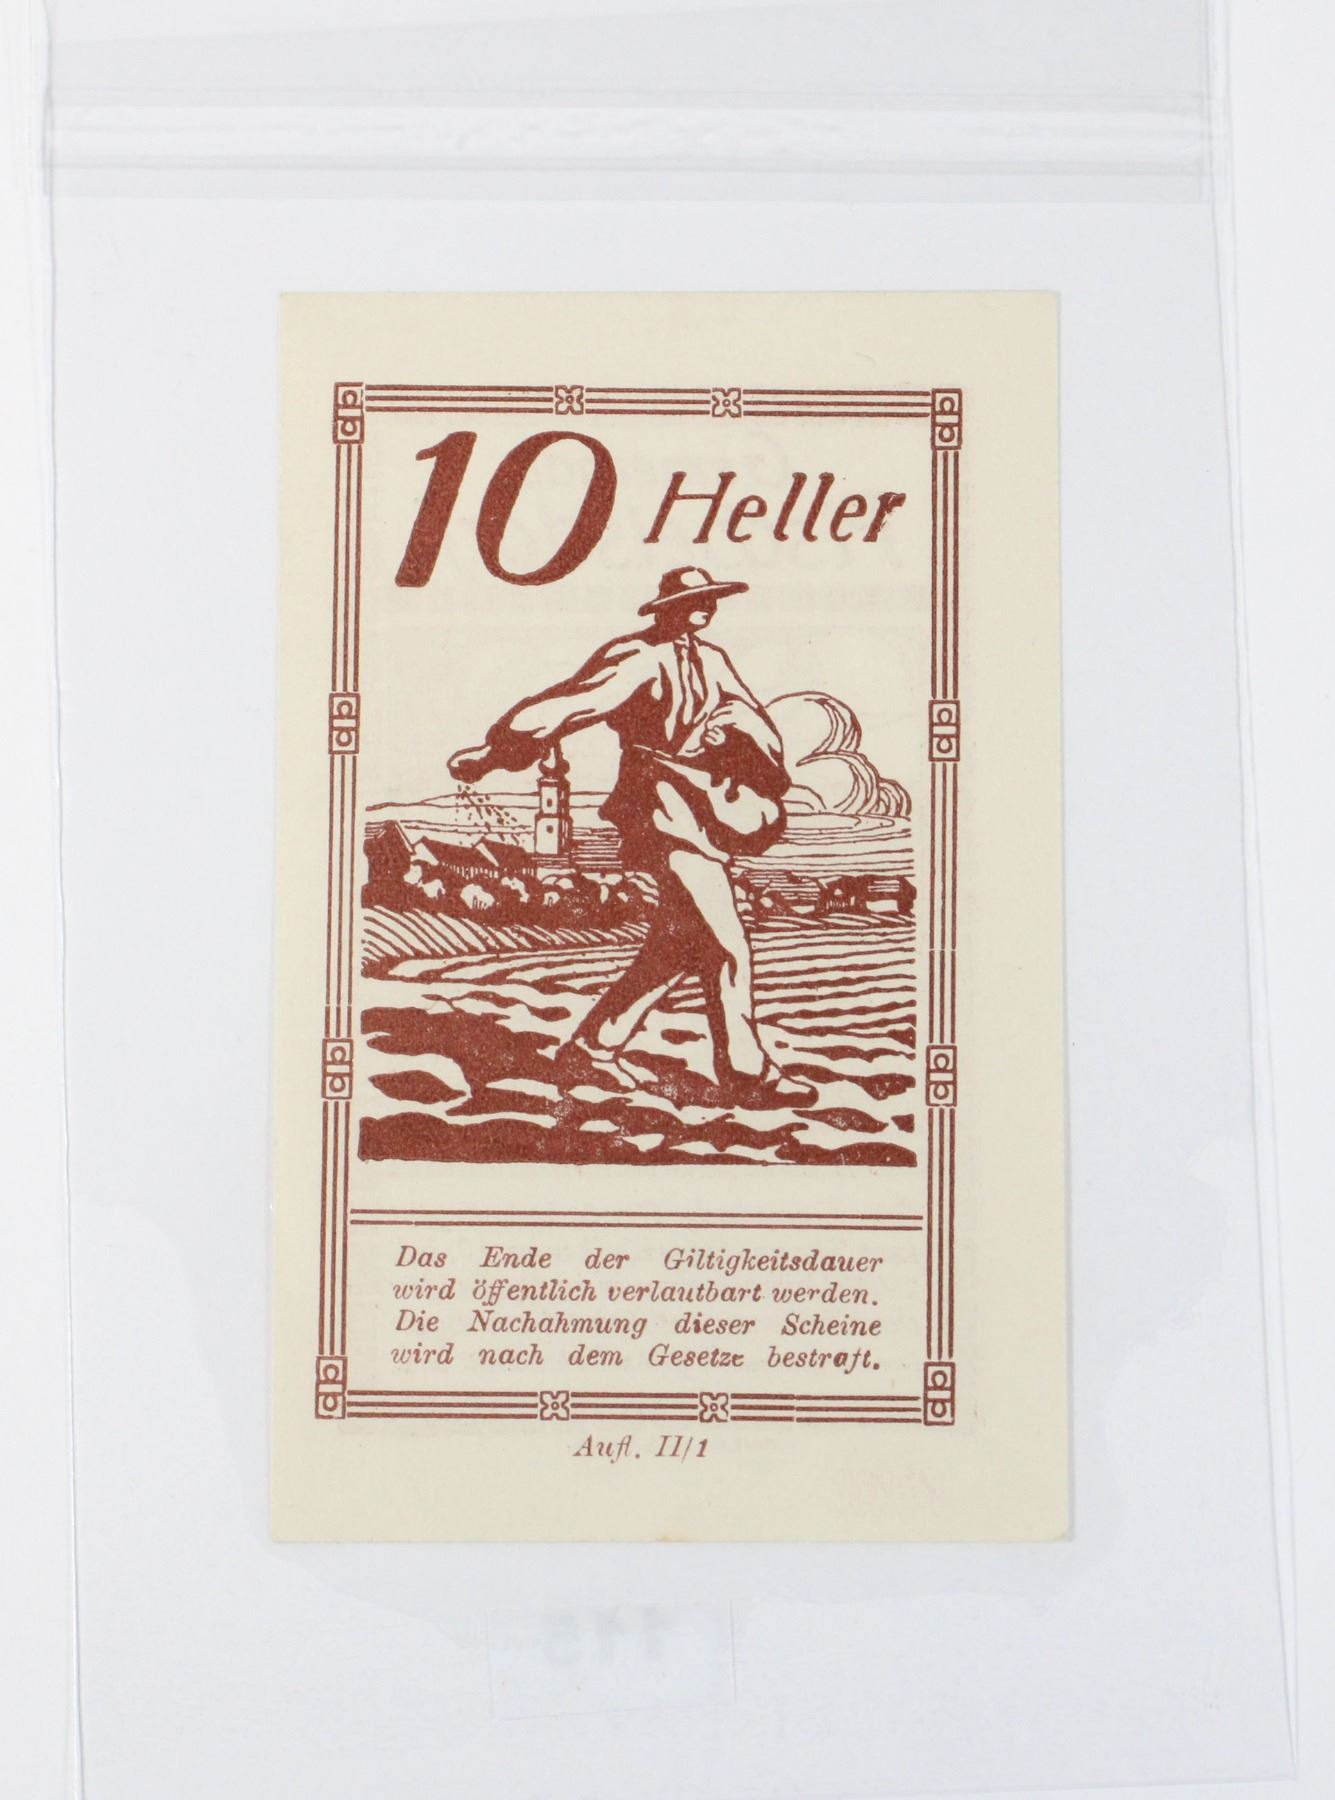 10 Heller
Das Ende der Giltigkeitsdauer
wird öffentlich verlautbart werden.
Die Nachahmung dieser Scheine
wird nach dem Gesetze bestraft.
Aufl. II/1
115